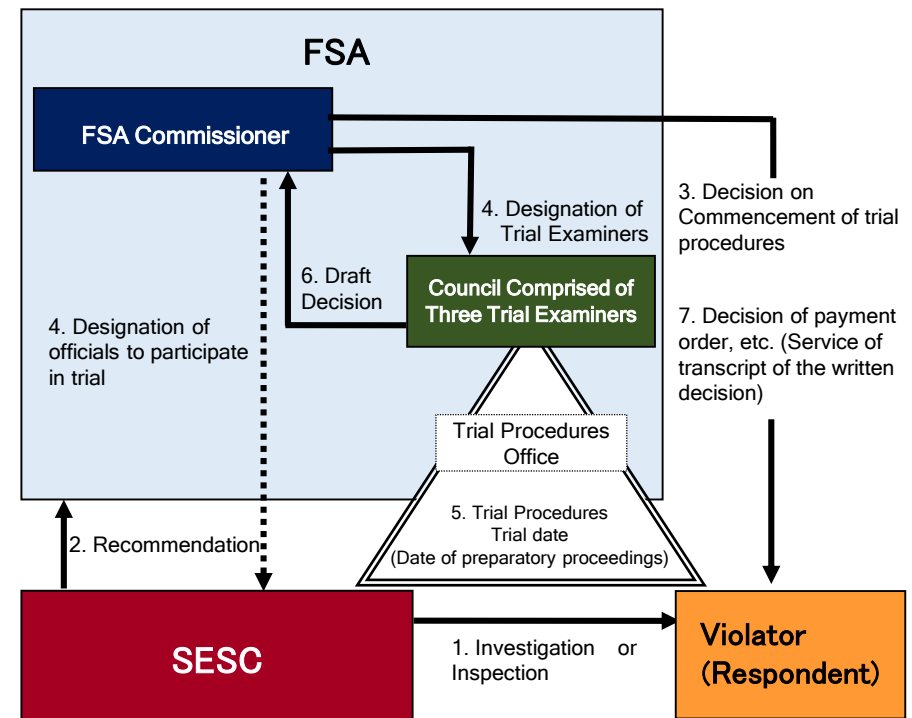 FSA
FSA Commissioner
3. Decision on
Commencement of trial
procedures
4. Designation of
Trial Examiners
6. Draft
Decision
Council Comprised of
Three Trial Examiners
4. Designation of
officials to participate
in trial
7. Decision of payment
order, etc. (Service of
transcript of the written
decision)
Trial Procedures
Office
5. Trial Procedures
Trial date
(Date of preparatory proceedings)
2. Recommendation
SESC
1. Investigation or
Inspection
Violator
(Respondent)